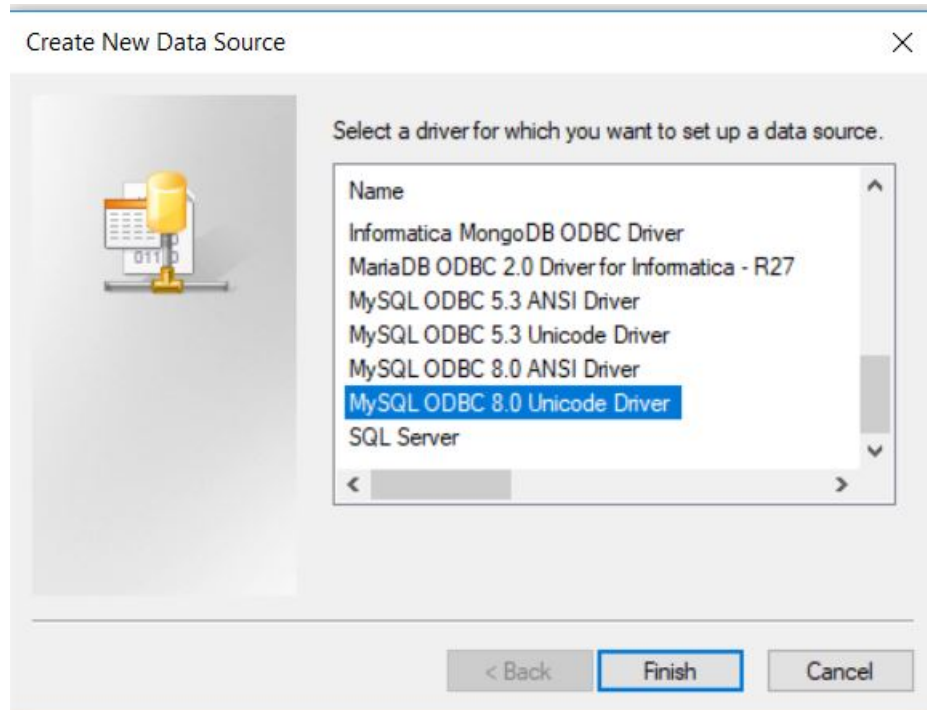 Create New Data Source
Select a driver for which you want to set up a data source.
Name
Informatica MongoDB ODBC Driver
MariaDB ODBC 2.0 Driver for Informatica - R27
MySQL ODBC 5.3 ANSI Driver
MySQL ODBC 5.3 Unicode Driver
MySQL ODBC 8.0 ANSI Driver
MySQL ODBC 8.0 Unicode Driver
SQL Server
< Back Finish Cancel